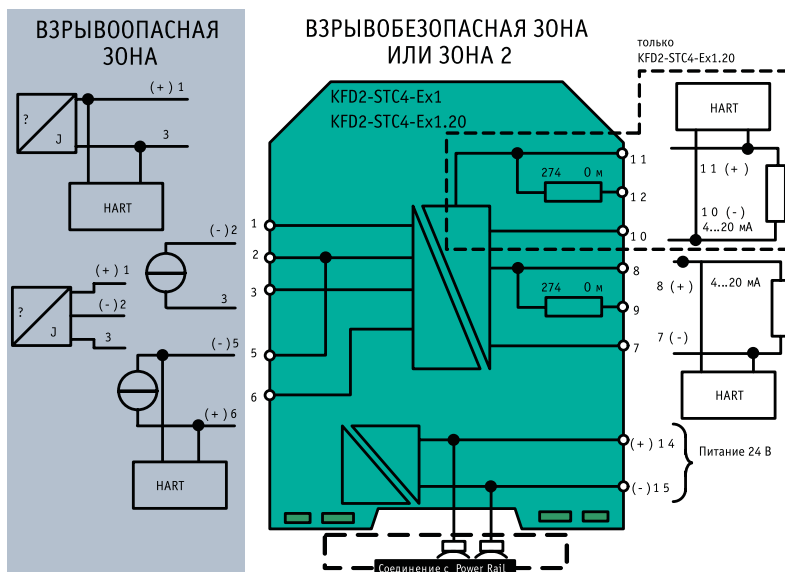 ВЗРЫВООПАСНАЯ
ЗОНА
ВЗРЫВОБЕЗОПАСНАЯ ЗОНА
ИЛИ ЗОНА 2
только
KFD2-STC4-Ex1.20
KFD2-STC4-Ex1
KFD2-STC4-Ex1.20
(+) 1
?
J
3
HART
(-)2
3
(+) 1
(-)2
3
?
J
(-)5
(+)6
HART
1
2
3
5
6
274 0 м
274 0 м
11
12
10
8
9
7
HART
11 (+)
10 (-)
4...20 мА
8 (+)
4...20 мА
7 (-)
HART
(+)14
(-)15
Питание 24 В
Соединение с Power Rail